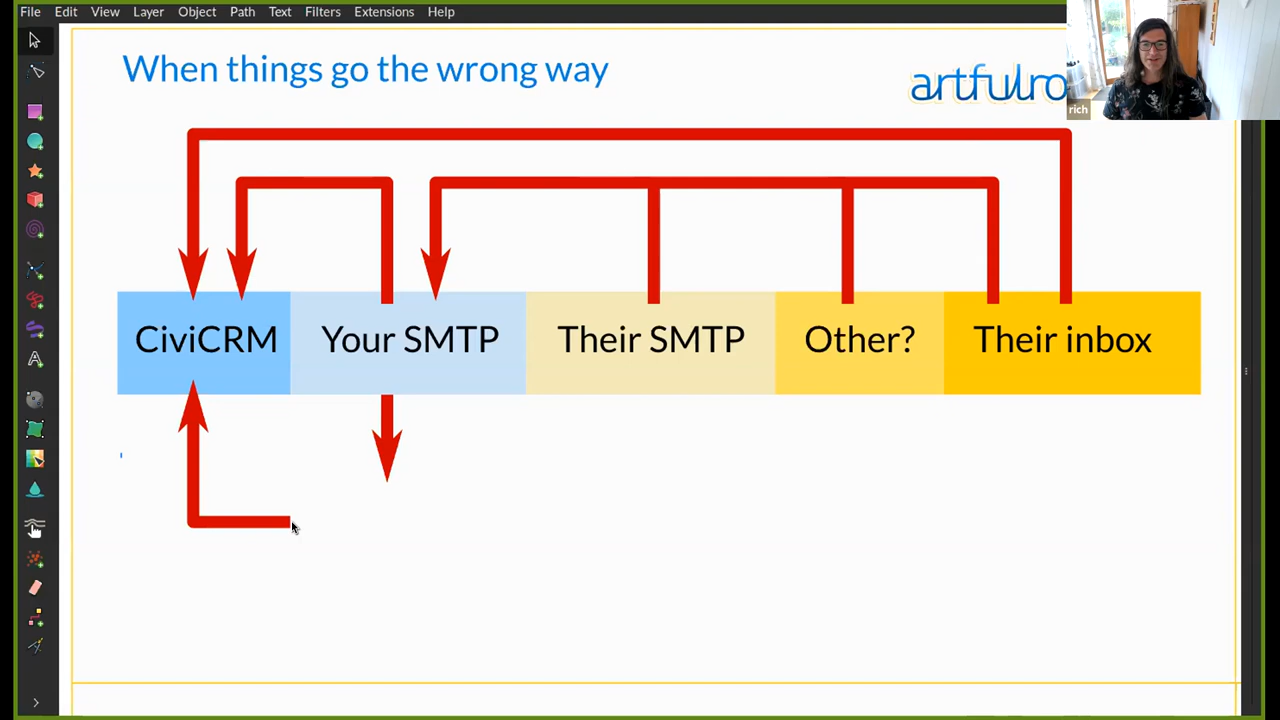 File Edit View Layer Object Path Text Filters Extensions Help
When things go the wrong way
artfulro
rich
CiviCRM Your SMTP Their SMTP Other? Their inbox